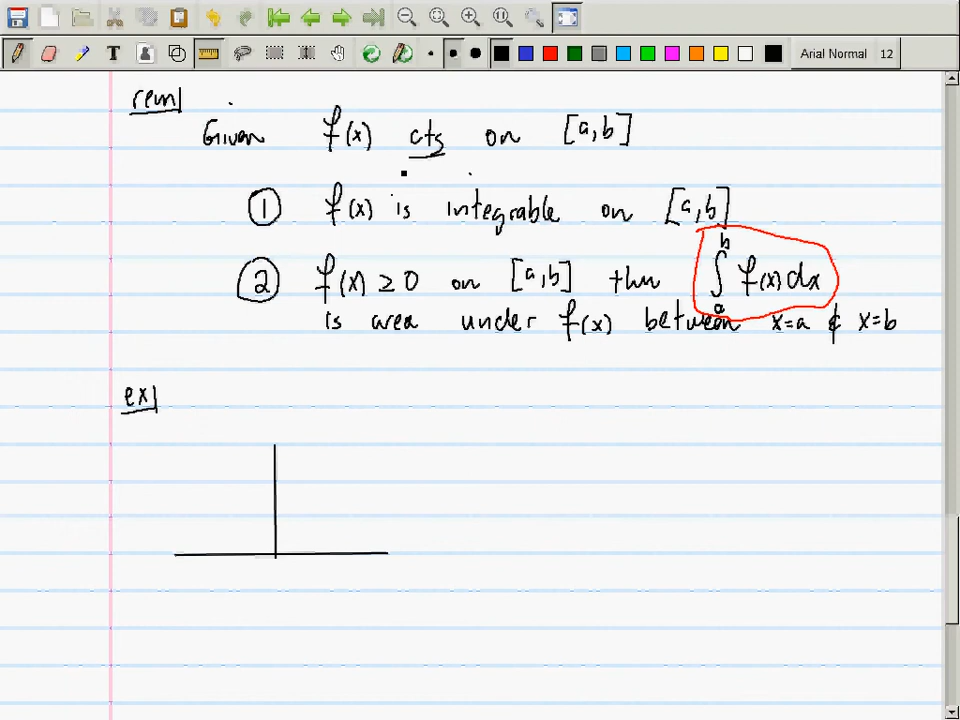 Arial Normal 12
rem
Given f(x) cts on [a,b]
① f(x) is integrable on [a,b]
② f(x) ≥ 0 on [a,b] then ∫_a^b f(x) dx
is area under f(x) between x=a & x=b
ex